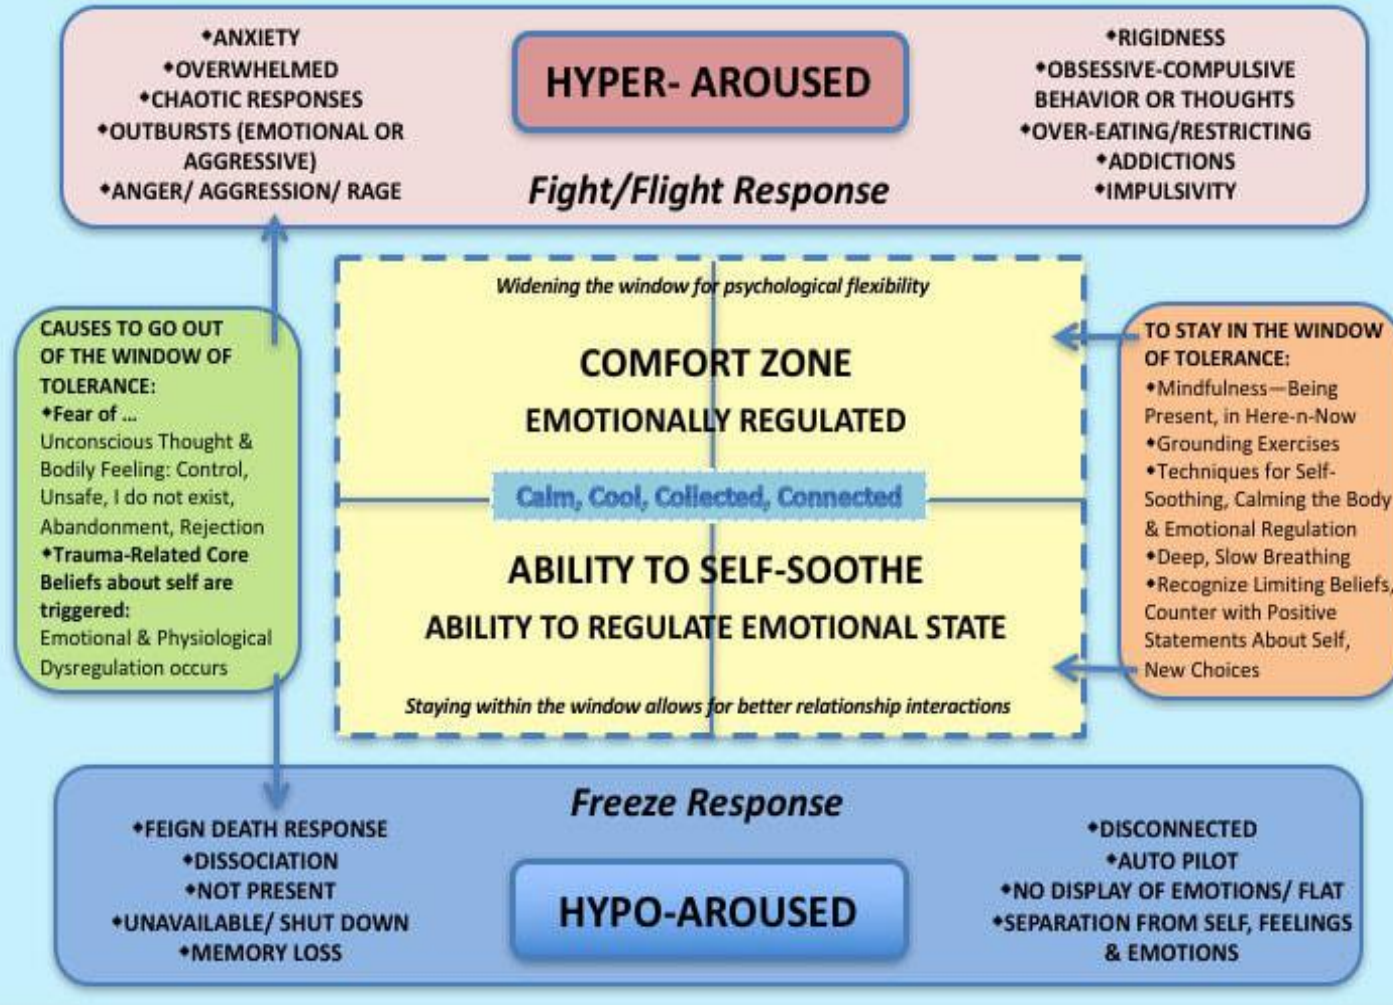 ◆ANXIETY
◆OVERWHELMED
◆CHAOTIC RESPONSES
◆OUTBURSTS (EMOTIONAL OR
AGGRESSIVE)
◆ANGER/ AGGRESSION/ RAGE
HYPER- AROUSED
Fight/Flight Response
◆RIGIDNESS
◆OBSESSIVE-COMPULSIVE
BEHAVIOR OR THOUGHTS
◆OVER-EATING/RESTRICTING
◆ADDICTIONS
◆IMPULSIVITY
CAUSES TO GO OUT
OF THE WINDOW OF
TOLERANCE:
◆Fear of …
Unconscious Thought &
Bodily Feeling: Control,
Unsafe, I do not exist,
Abandonment, Rejection
◆Trauma-Related Core
Beliefs about self are
triggered:
Emotional & Physiological
Dysregulation occurs
Widening the window for psychological flexibility
COMFORT ZONE
EMOTIONALLY REGULATED
Calm, Cool, Collected, Connected
ABILITY TO SELF-SOOTHE
ABILITY TO REGULATE EMOTIONAL STATE
Staying within the window allows for better relationship interactions
TO STAY IN THE WINDOW
OF TOLERANCE:
◆Mindfulness—Being
Present, in Here-n-Now
◆Grounding Exercises
◆Techniques for Self-
Soothing, Calming the Body
& Emotional Regulation
◆Deep, Slow Breathing
◆Recognize Limiting Beliefs,
Counter with Positive
Statements About Self,
New Choices
◆FEIGN DEATH RESPONSE
◆DISSOCIATION
◆NOT PRESENT
◆UNAVAILABLE/ SHUT DOWN
◆MEMORY LOSS
Freeze Response
HYPO-AROUSED
◆DISCONNECTED
◆AUTO PILOT
◆NO DISPLAY OF EMOTIONS/ FLAT
◆SEPARATION FROM SELF, FEELINGS
& EMOTIONS